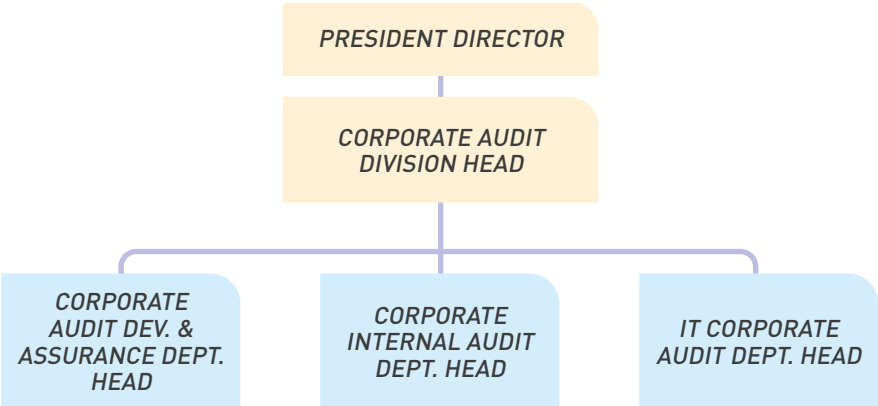 PRESIDENT DIRECTOR
CORPORATE AUDIT
DIVISION HEAD
CORPORATE
AUDIT DEV. &
ASSURANCE DEPT.
HEAD
CORPORATE
INTERNAL AUDIT
DEPT. HEAD
IT CORPORATE
AUDIT DEPT. HEAD